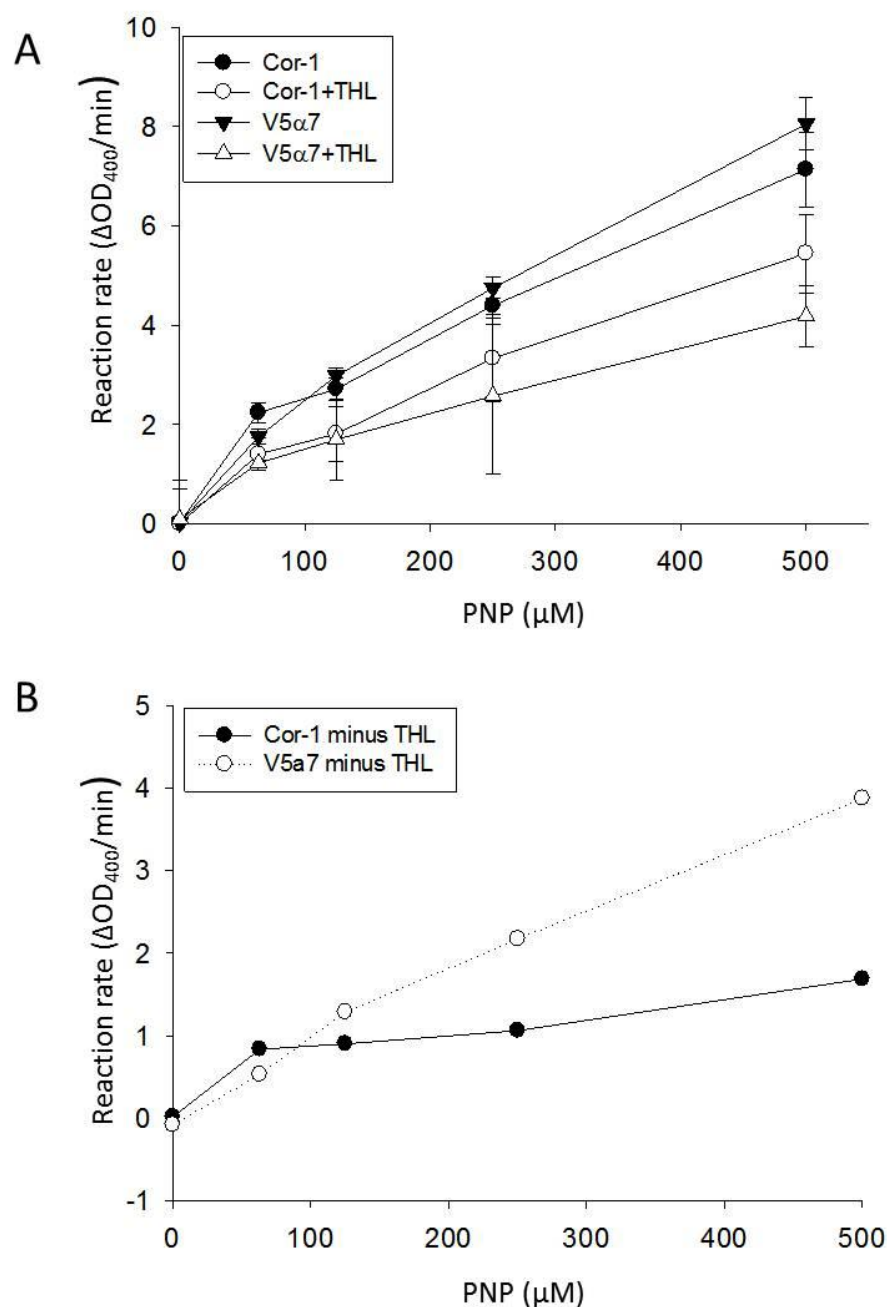 A
Reaction rate (ΔOD400/min)
10
8
6
4
2
0
Cor-1
Cor-1+THL
V5α7
V5α7+THL
0 100 200 300 400 500
PNP (μM)
B
Reaction rate (ΔOD400/min)
5
4
3
2
1
0
-1
Cor-1 minus THL
V5a7 minus THL
0 100 200 300 400 500
PNP (μM)